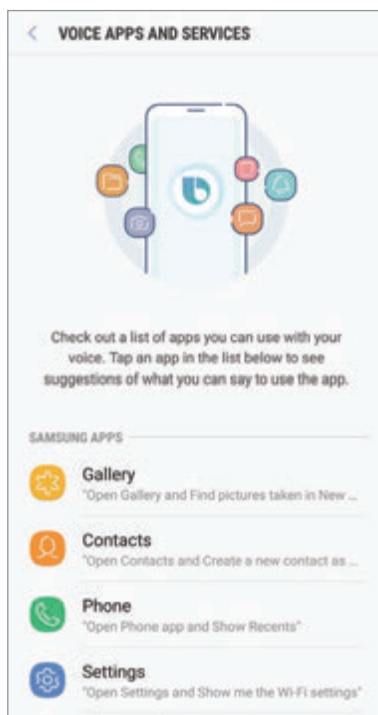 VOICE APPS AND SERVICES
Check out a list of apps you can use with your
voice. Tap an app in the list below to see
suggestions of what you can say to use the app.
SAMSUNG APPS
Gallery
"Open Gallery and Find pictures taken in New ...
Contacts
"Open Contacts and Create a new contact as ...
Phone
"Open Phone app and Show Recents"
Settings
"Open Settings and Show me the Wi-Fi settings"